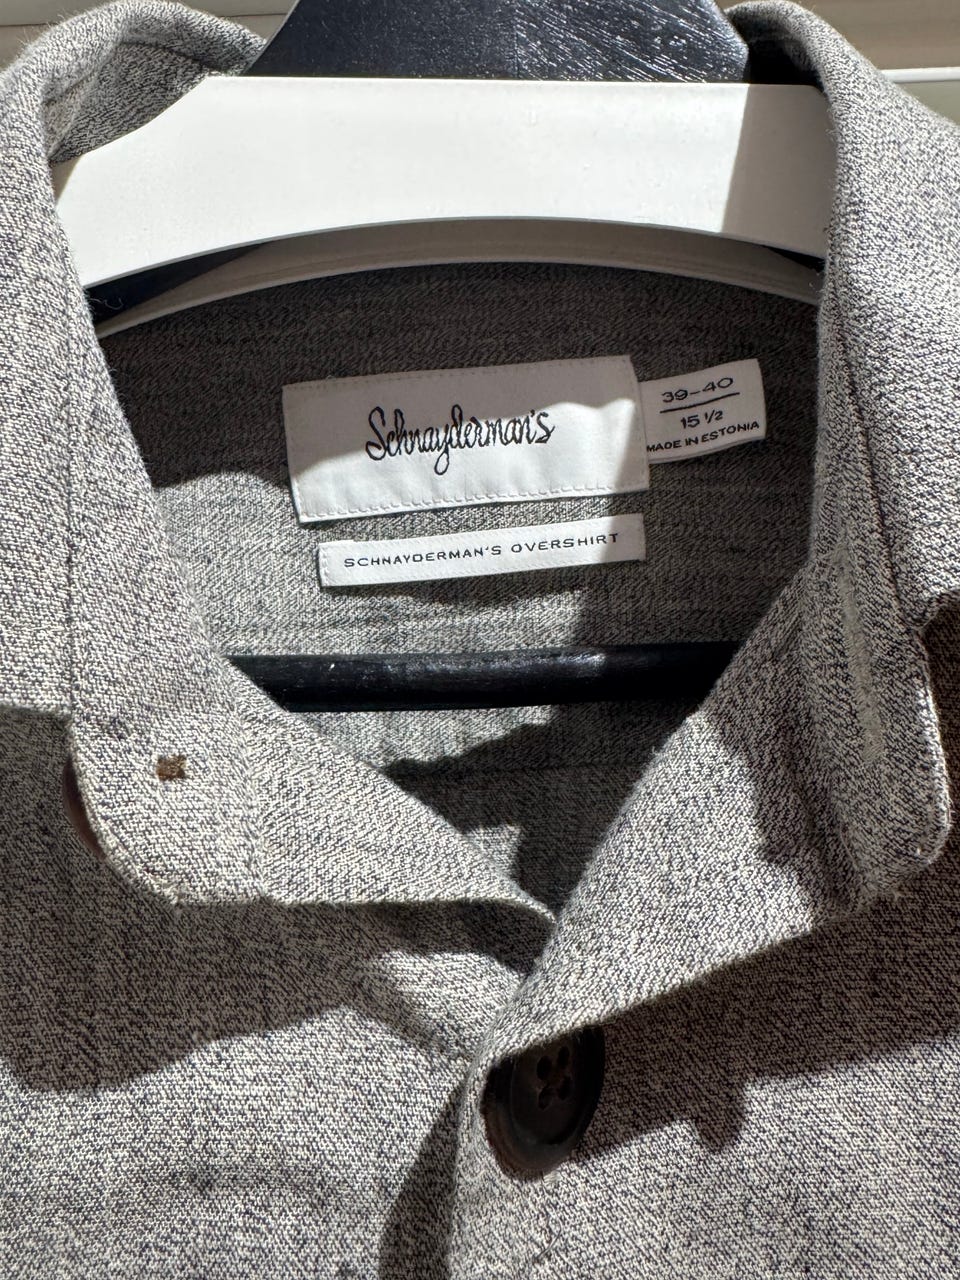 Schnayderman's
39-40
15 1/2
MADE IN ESTONIA
SCHNAYDERMAN'S OVERSHIRT